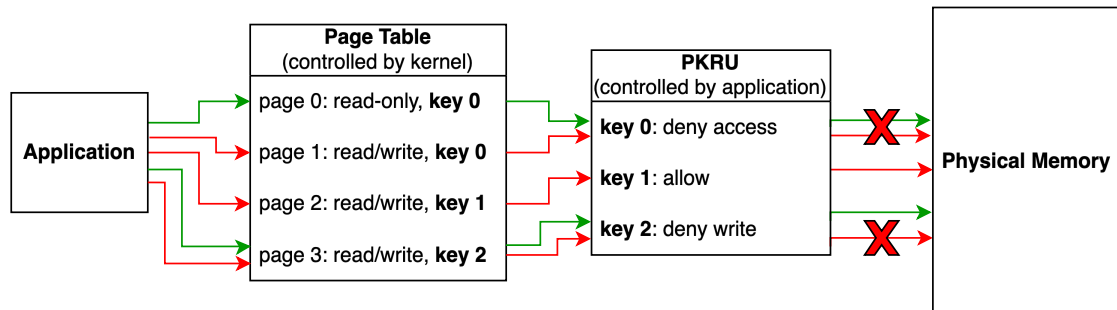 Application
Page Table
(controlled by kernel)
page 0: read-only, key 0
page 1: read/write, key 0
page 2: read/write, key 1
page 3: read/write, key 2
PKRU
(controlled by application)
key 0: deny access
key 1: allow
key 2: deny write
Physical Memory